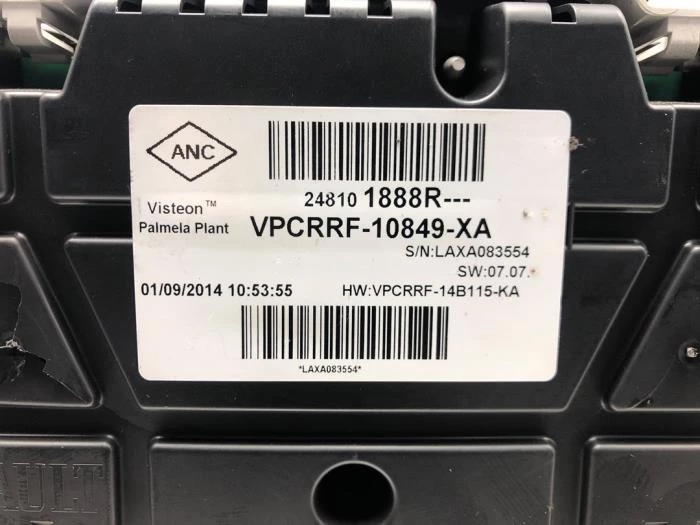 ANC
24810 1888R---
Visteon™
Palmela Plant
VPCRRF-10849-XA
S/N:LAXA083554
SW:07.07.
01/09/2014 10:53:55
HW:VPCRRF-14B115-KA
*LAXA083554*